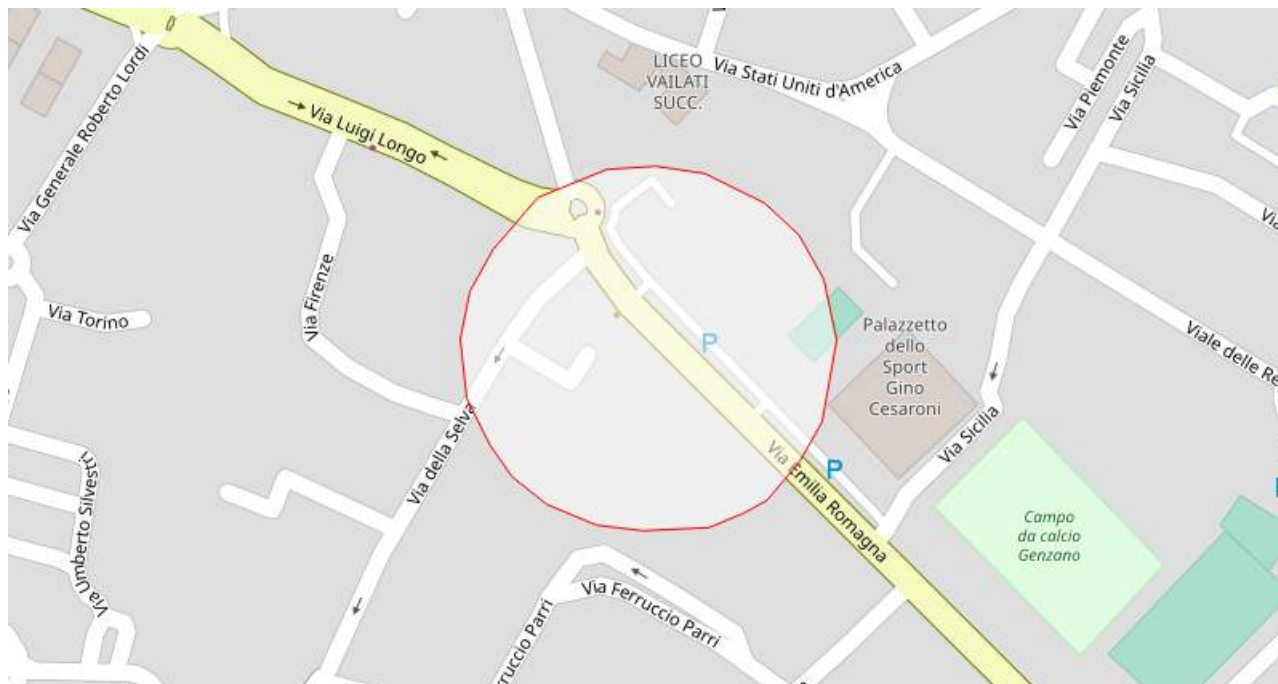 LICEO
VAILATI
SUCC.
Via Stati Uniti d'America
Via Piemonte
Via Sicilia
Via Generale Roberto Lordi
Via Luigi Longo
Via Firenze
Via Torino
Palazzetto
dello
Sport
Gino
Cesaroni
Viale delle Re
P
P
Via della Selva
Via Sicilia
Via Emilia Romagna
Via Umberto Silvestri
Campo
da calcio
Genzano
Via Ferruccio Parri
rruccio Parri